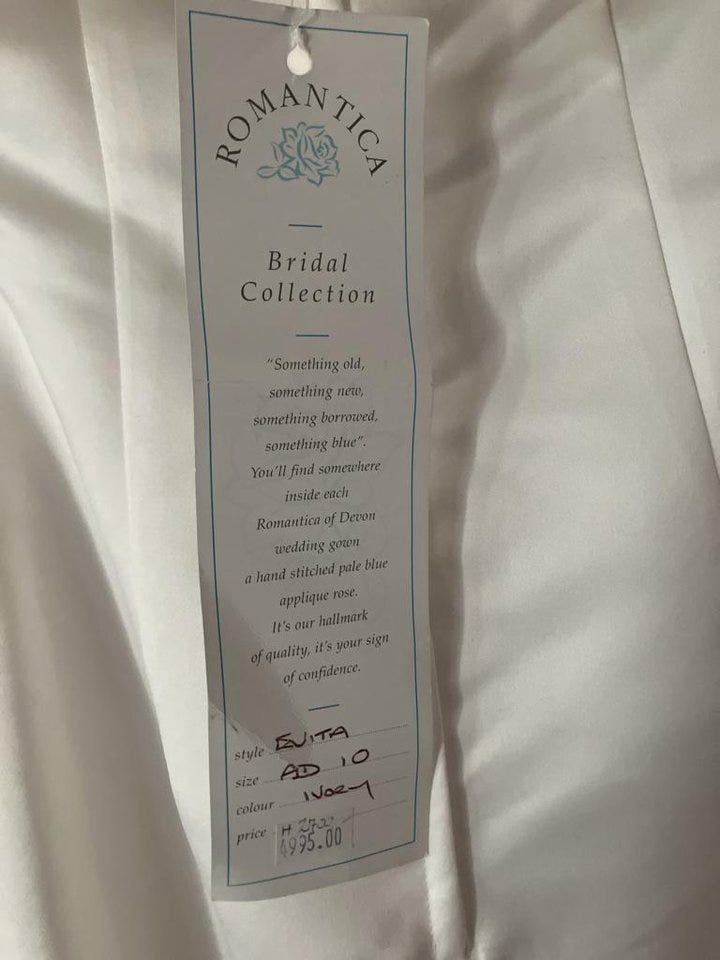 ROMANTICA
Bridal
Collection
"Something old,
something new,
something borrowed,
something blue".
You'll find somewhere
inside each
Romantica of Devon
wedding gown
a hand stitched pale blue
applique rose.
It's our hallmark
of quality, it's your sign
of confidence.
style EVITA
size AD 10
colour IVORY
price H
995.00